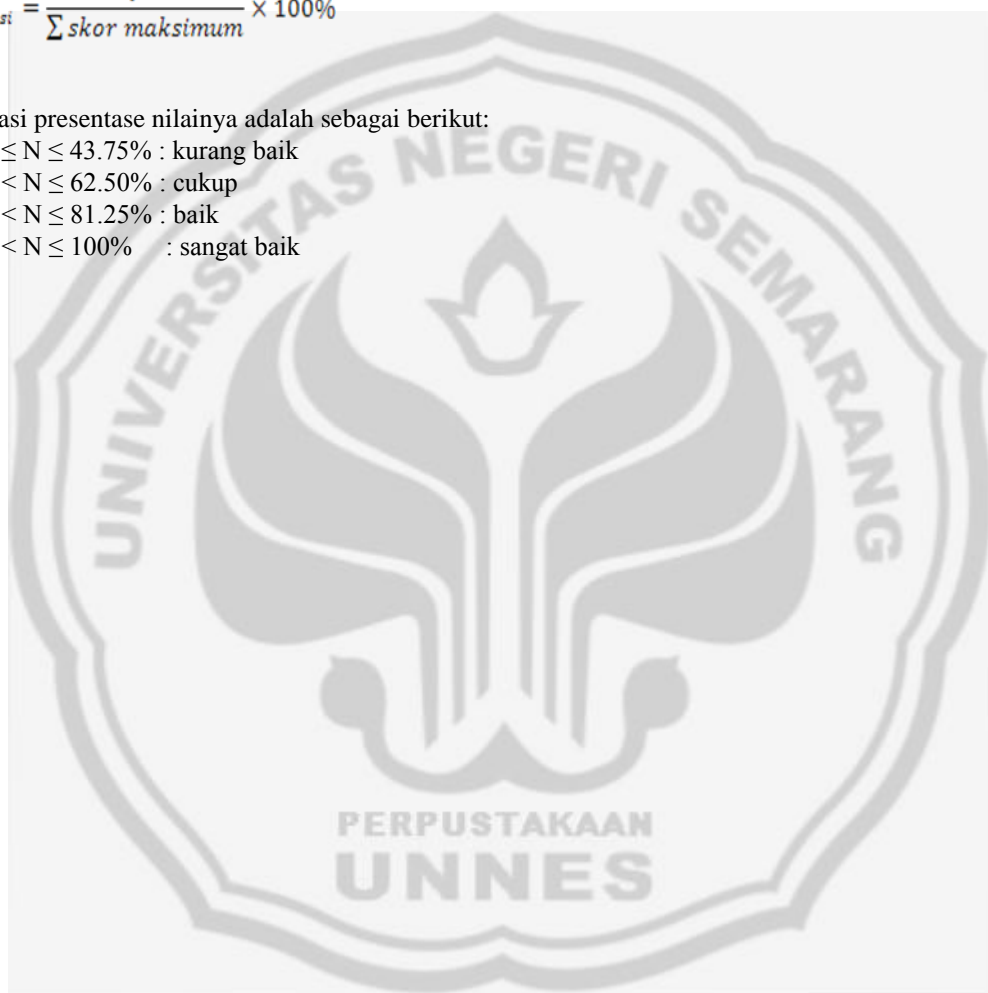 si = ∑ skor maksimum × 100%
asi presentase nilainya adalah sebagai berikut:
≤ N ≤ 43.75% : kurang baik
< N ≤ 62.50% : cukup
< N ≤ 81.25% : baik
< N ≤ 100% : sangat baik
UNIVERSITAS NEGERI SEMARANG
PERPUSTAKAAN
UNNES